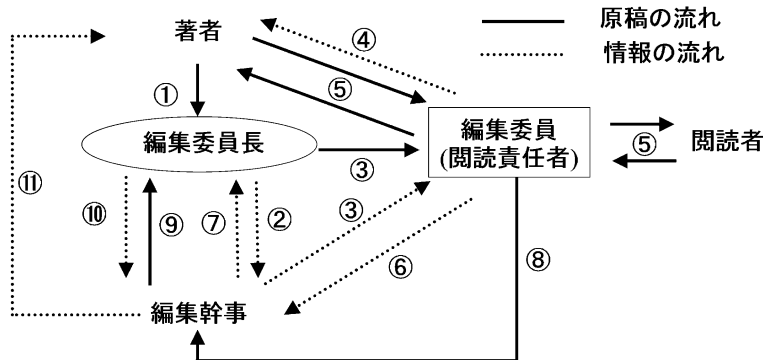 著者
原稿の流れ
情報の流れ
④
①
⑤
編集委員長
編集委員
(閲読責任者)
⑤
閲読者
③
⑪
⑩
⑨
⑦
②
③
⑥
⑧
編集幹事